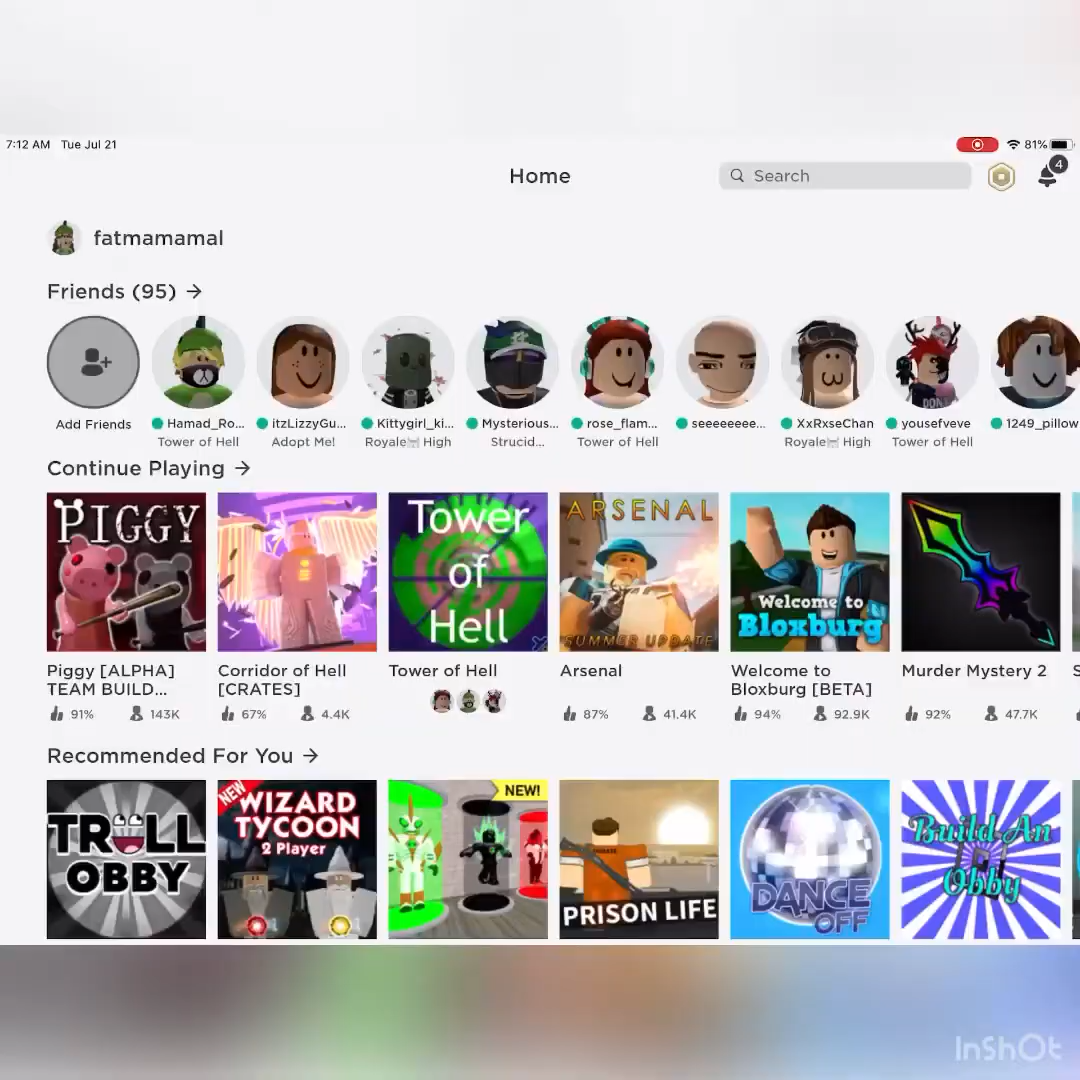 7:12 AM Tue Jul 21
81%
Home
Search
4
fatmamamal
Friends (95) →
Add Friends
Hamad_Ro...
Tower of Hell
itzLizzyGu...
Adopt Me!
Kittygirl_ki...
Royale High
Mysterious...
Strucid...
rose_flam...
Tower of Hell
seeeeeeee...
XxRxseChan
Royale High
yousefveve
Tower of Hell
1249_pillow
Continue Playing →
PIGGY
Tower
of
Hell
ARSENAL
SUMMER UPDATE
Welcome to
Bloxburg
Piggy [ALPHA]
TEAM BUILD...
91% 143K
Corridor of Hell
[CRATES]
67% 4.4K
Tower of Hell
Arsenal
87% 41.4K
Welcome to
Bloxburg [BETA]
94% 92.9K
Murder Mystery 2
92% 47.7K
Recommended For You →
TROLL
OBBY
NEW
WIZARD
TYCOON
2 Player
NEW!
PRISON LIFE
DANCE
OFF
Build An
Obby
InShOt